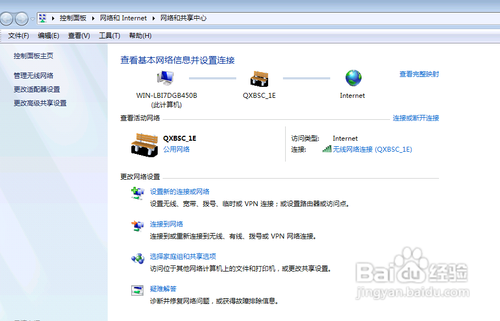 控制面板 ▸ 网络和 Internet ▸ 网络和共享中心
文件(F) 编辑(E) 查看(V) 工具(T) 帮助(H)
控制面板主页
管理无线网络
更改适配器设置
更改高级共享设置
查看基本网络信息并设置连接
查看完整映射
WIN-LBI7DGB450B QXBSC_1E Internet
(此计算机)
查看活动网络 连接或断开连接
QXBSC_1E
公用网络
访问类型: Internet
连接: 无线网络连接 (QXBSC_1E)
更改网络设置
设置新的连接或网络
设置无线、宽带、拨号、临时或 VPN 连接；或设置路由器或访问点。
连接到网络
连接到或重新连接到无线、有线、拨号或 VPN 网络连接。
选择家庭组和共享选项
访问位于其他网络计算机上的文件和打印机，或更改共享设置。
疑难解答
诊断并修复网络问题，或获得故障排除信息。
Baidu 经验
jingyan.baidu.com